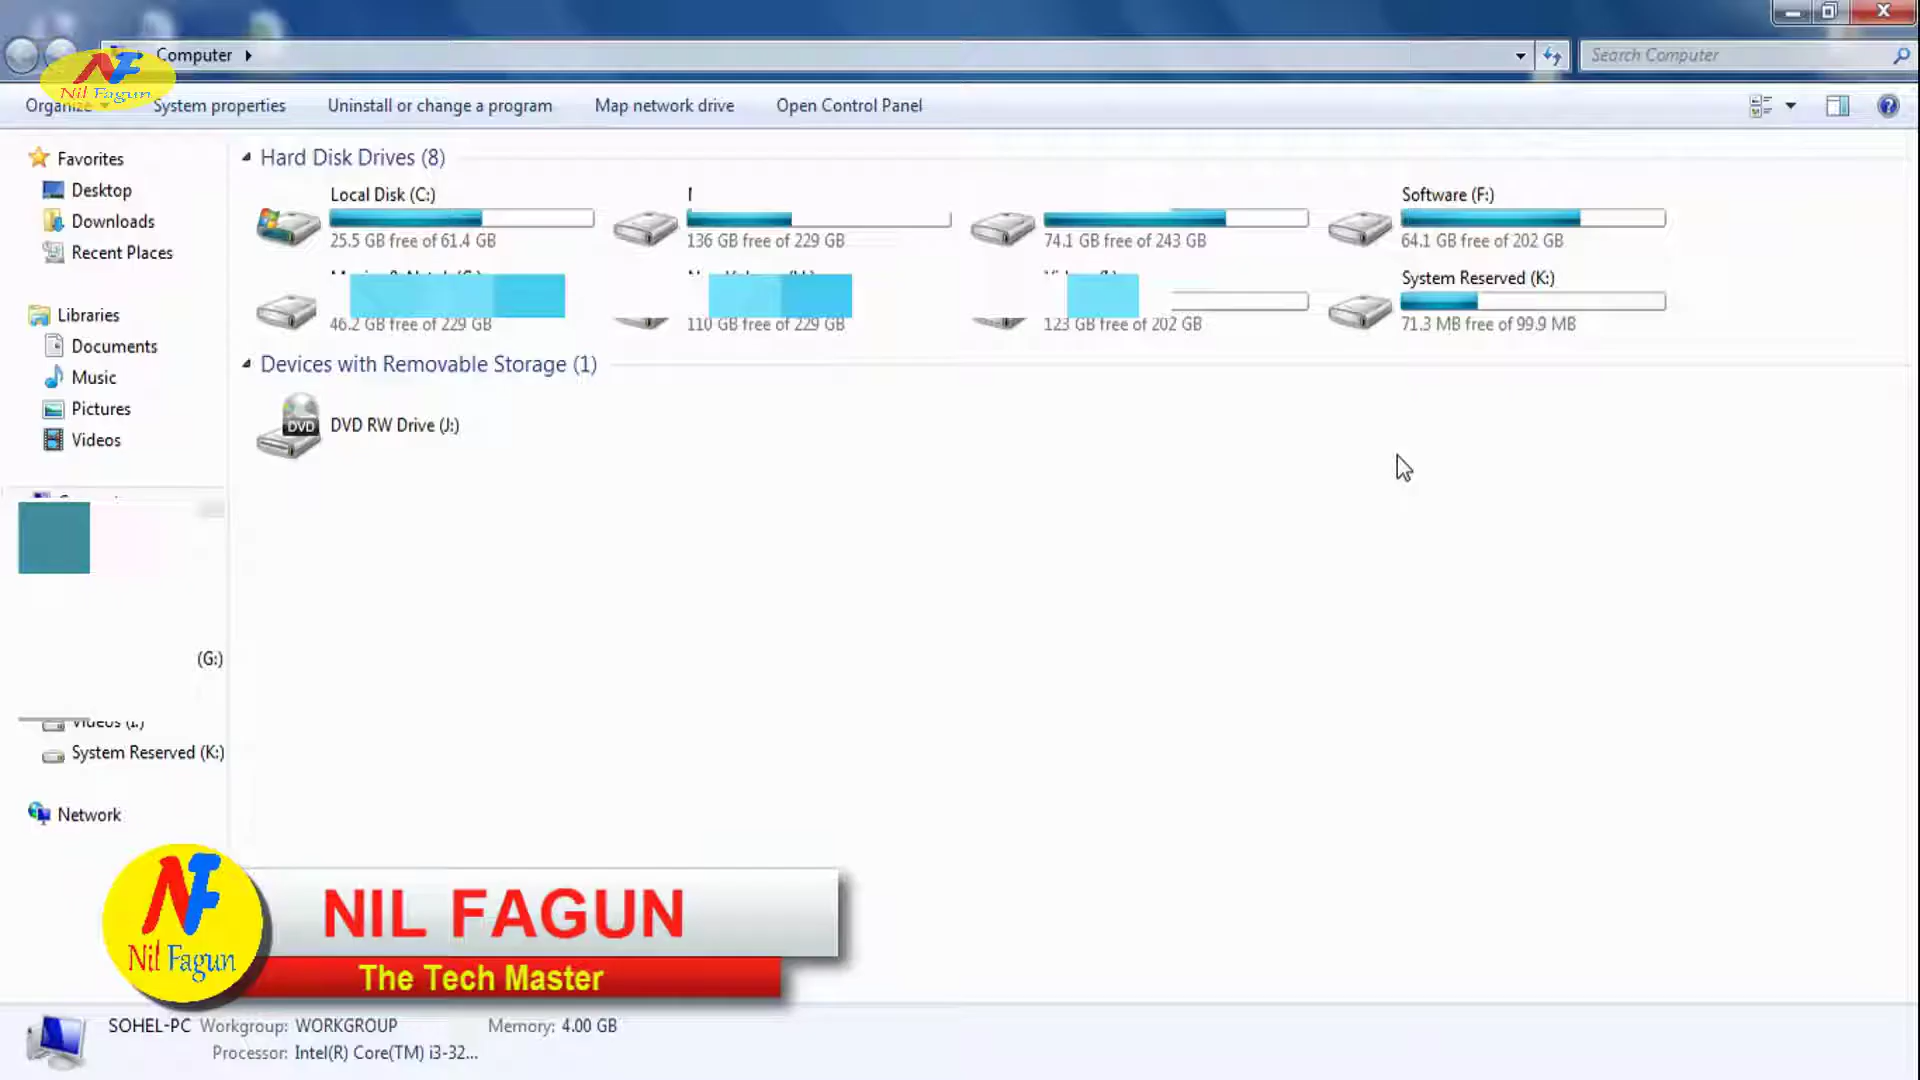 Computer
Search Computer
NF
Nil Fagun
Organize
System properties
Uninstall or change a program
Map network drive
Open Control Panel
Favorites
Desktop
Downloads
Recent Places
Libraries
Documents
Music
Pictures
Videos
(G:)
System Reserved (K:)
Network
Hard Disk Drives (8)
Local Disk (C:)
25.5 GB free of 61.4 GB
136 GB free of 229 GB
74.1 GB free of 243 GB
Software (F:)
64.1 GB free of 202 GB
46.2 GB free of 229 GB
110 GB free of 229 GB
123 GB free of 202 GB
System Reserved (K:)
71.3 MB free of 99.9 MB
Devices with Removable Storage (1)
DVD
DVD RW Drive (J:)
NF
Nil Fagun
NIL FAGUN
The Tech Master
SOHEL-PC Workgroup: WORKGROUP Memory: 4.00 GB
Processor: Intel(R) Core(TM) i3-32...